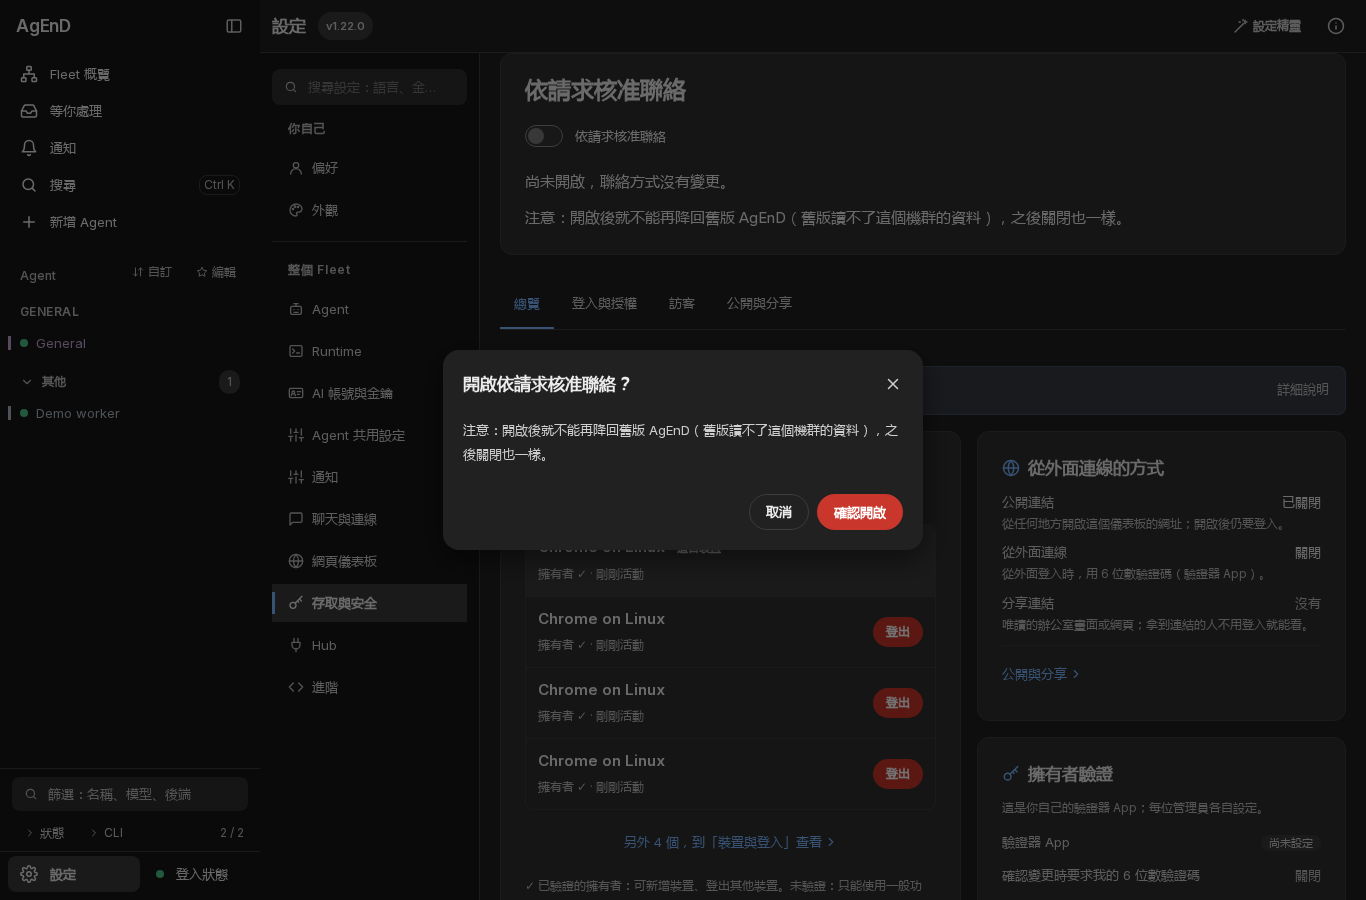 AgEnD
Fleet 概覽
等你處理
通知
搜尋
Ctrl K
新增 Agent
Agent
自訂
編輯
GENERAL
General
其他
1
Demo worker
篩選：名稱、模型、後端
狀態
CLI
2 / 2
設定
登入狀態
設定
v1.22.0
設定精靈
搜尋設定：語言、金…
你自己
偏好
外觀
整個 Fleet
Agent
Runtime
AI 帳號與金鑰
Agent 共用設定
通知
聊天與連線
網頁儀表板
存取與安全
Hub
進階
依請求核准聯絡
依請求核准聯絡
尚未開啟，聯絡方式沒有變更。
注意：開啟後就不能再降回舊版 AgEnD（舊版讀不了這個機群的資料），之後關閉也一樣。
總覽
登入與授權
訪客
公開與分享
詳細說明
開啟依請求核准聯絡？
注意：開啟後就不能再降回舊版 AgEnD（舊版讀不了這個機群的資料），之
後關閉也一樣。
取消
確認開啟
擁有者 ✓ · 剛剛活動
Chrome on Linux
擁有者 ✓ · 剛剛活動
登出
Chrome on Linux
擁有者 ✓ · 剛剛活動
登出
Chrome on Linux
擁有者 ✓ · 剛剛活動
登出
另外 4 個，到「裝置與登入」查看
✓ 已驗證的擁有者：可新增裝置、登出其他裝置。未驗證：只能使用一般功
從外面連線的方式
公開連結
已關閉
從任何地方開啟這個儀表板的網址；開啟後仍要登入。
從外面連線
關閉
從外面登入時，用 6 位數驗證碼（驗證器 App）。
分享連結
沒有
唯讀的辦公室畫面或網頁；拿到連結的人不用登入就能看。
公開與分享
擁有者驗證
這是你自己的驗證器 App；每位管理員各自設定。
驗證器 App
尚未設定
確認變更時要求我的 6 位數驗證碼
關閉